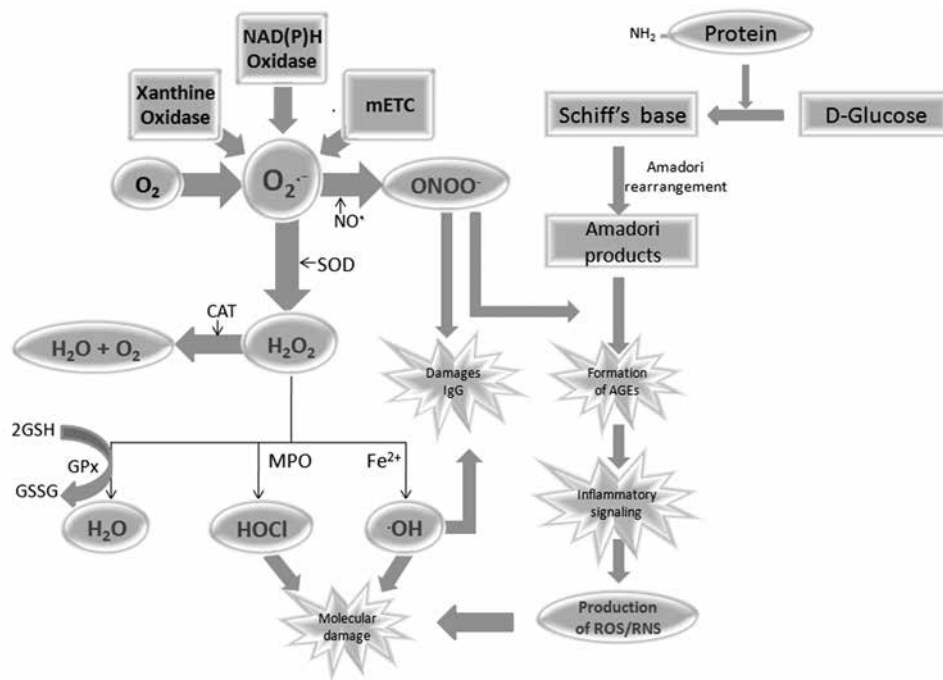 NAD(P)H
Oxidase
NH₂
Protein
Xanthine
Oxidase
mETC
Schiff's base
D-Glucose
O₂
O₂·⁻
ONOO⁻
NO•
Amadori
rearrangement
Amadori
products
SOD
CAT
H₂O + O₂
H₂O₂
Damages
IgG
Formation
of AGEs
2GSH
GPx
GSSG
MPO
Fe²⁺
H₂O
HOCl
·OH
Inflammatory
signaling
Molecular
damage
Production
of ROS/RNS